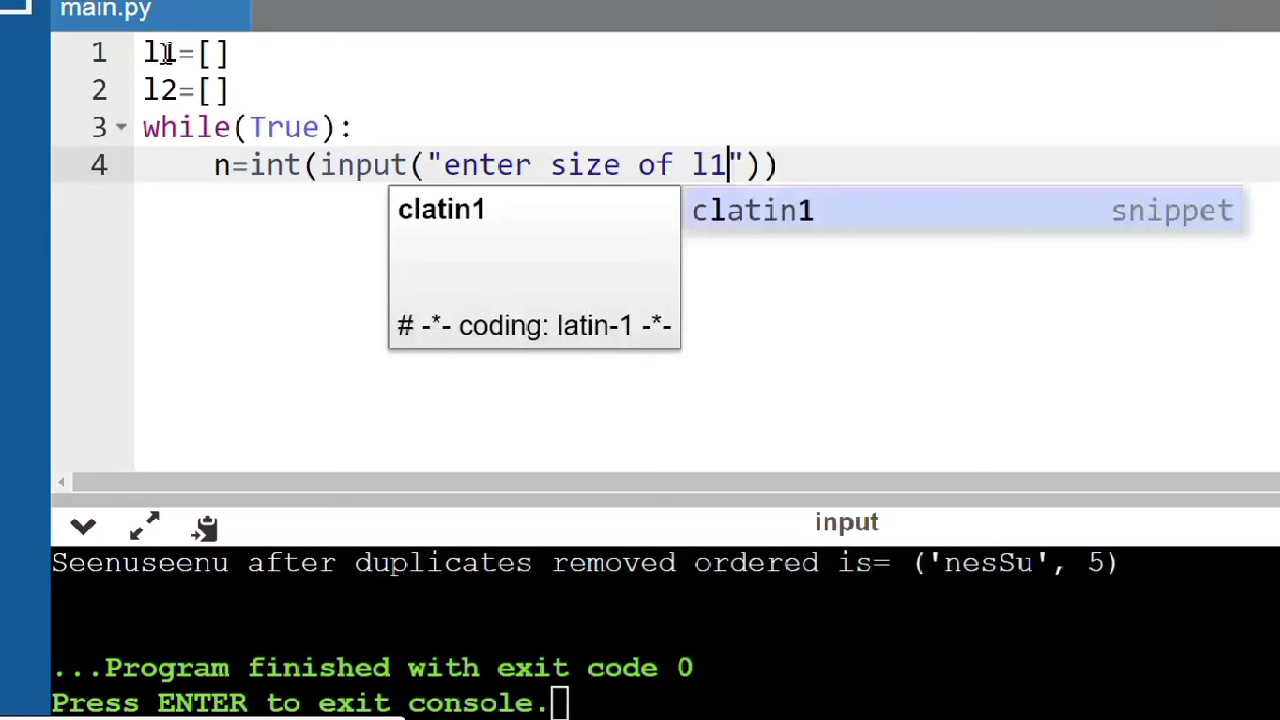 main.py
1 l1=[]
2 l2=[]
3 while(True):
4 n=int(input("enter size of l1"))
clatin1
clatin1 snippet
# -*- coding: latin-1 -*-
input
Seenuseenu after duplicates removed ordered is= ('nesSu', 5)
...Program finished with exit code 0
Press ENTER to exit console.